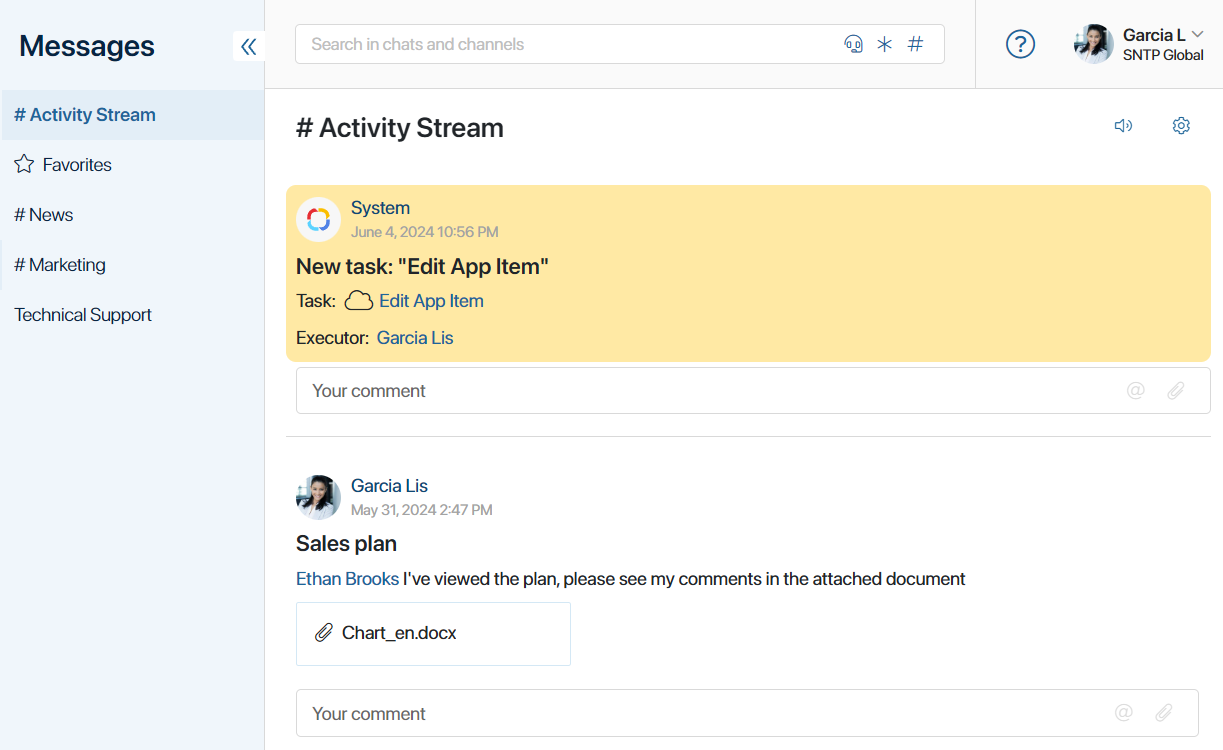 Messages
Search in chats and channels
Garcia L
SNTP Global
# Activity Stream
Favorites
# News
# Marketing
Technical Support
# Activity Stream
System
June 4, 2024 10:56 PM
New task: "Edit App Item"
Task: Edit App Item
Executor: Garcia Lis
Your comment
Garcia Lis
May 31, 2024 2:47 PM
Sales plan
Ethan Brooks I've viewed the plan, please see my comments in the attached document
Chart_en.docx
Your comment